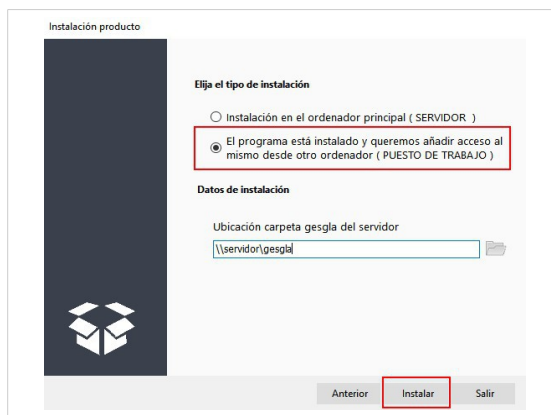 Instalación producto
Elija el tipo de instalación
Instalación en el ordenador principal ( SERVIDOR )
El programa está instalado y queremos añadir acceso al
mismo desde otro ordenador ( PUESTO DE TRABAJO )
Datos de instalación
Ubicación carpeta gesgla del servidor
\\servidor\gesgla
Anterior
Instalar
Salir